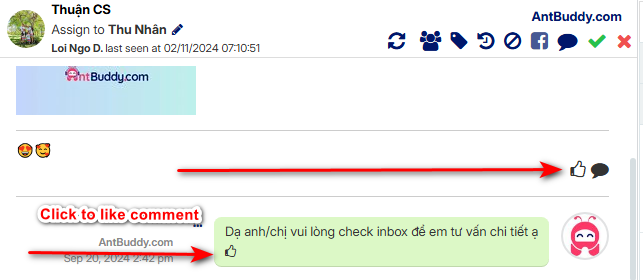 Thuận CS
Assign to Thu Nhân
AntBuddy.com
Loi Ngo D. last seen at 02/11/2024 07:10:51
AntBuddy.com
Click to like comment
AntBuddy.com
Sep 20, 2024 2:42 pm
Dạ anh/chị vui lòng check inbox để em tư vấn chi tiết ạ